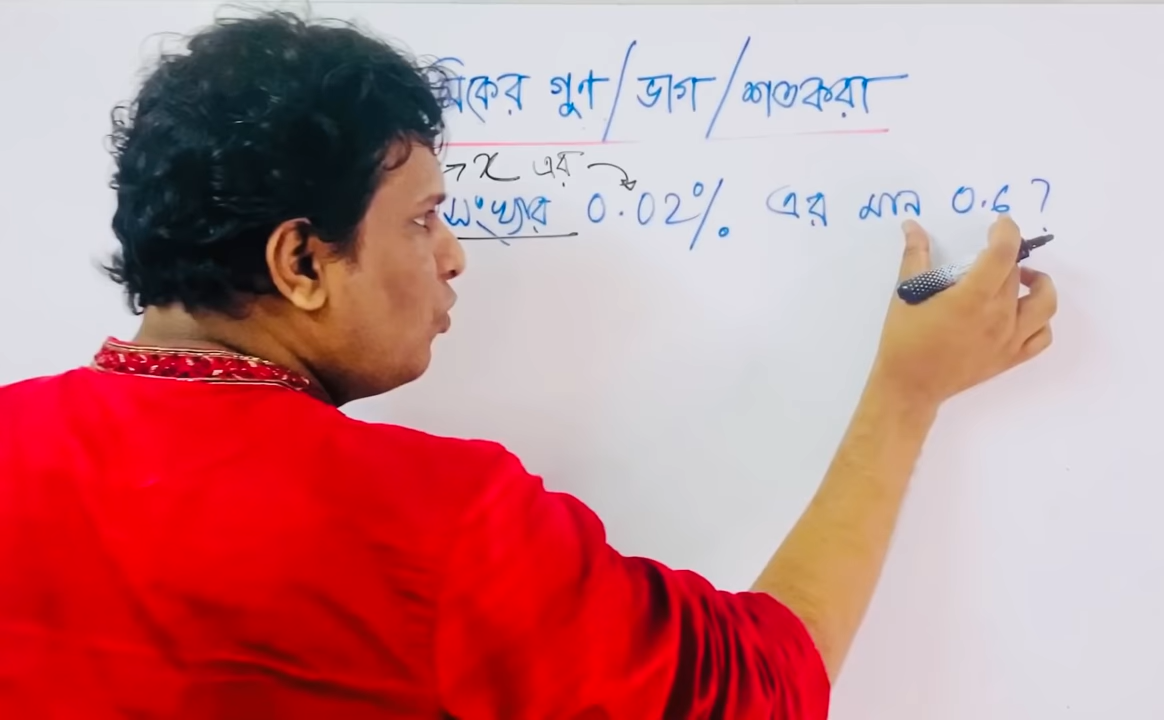 গুণ/ভাগ/শতকরা
→ x এর
সংখ্যার 0.02% এর মান 0.6?